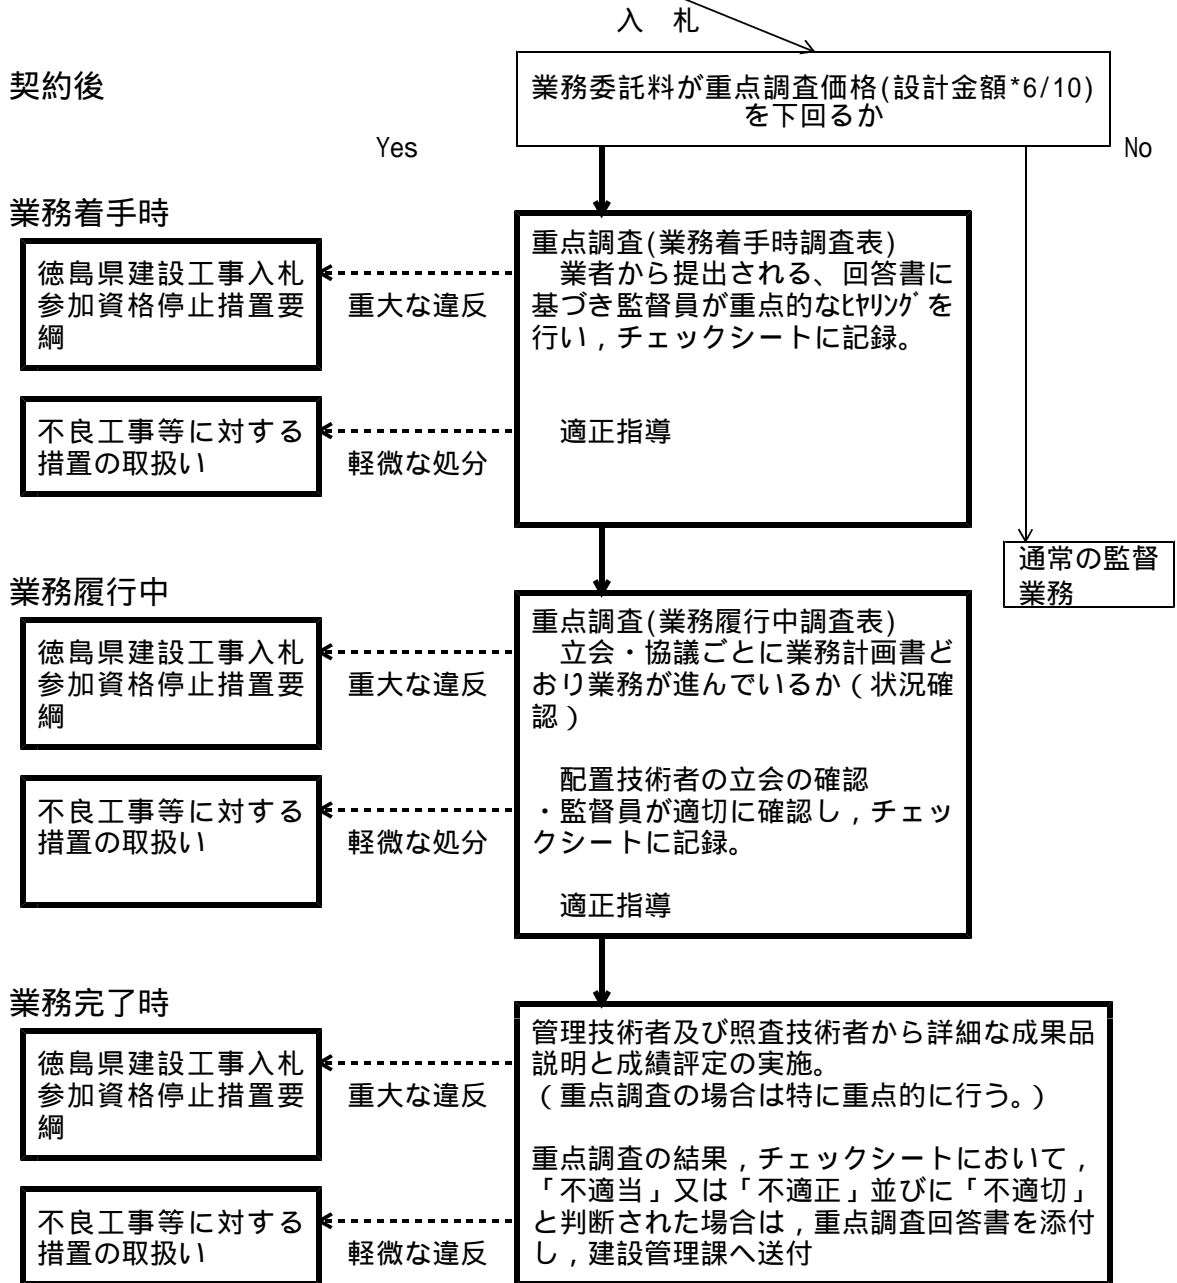 入　札
契約後
業務委託料が重点調査価格(設計金額*6/10)
を下回るか
Yes
No
業務着手時
徳島県建設工事入札
参加資格停止措置要
綱
重大な違反
不良工事等に対する
措置の取扱い
軽微な処分
重点調査(業務着手時調査表)
業者から提出される、回答書に
基づき監督員が重点的なﾋﾔﾘﾝｸﾞを
行い，チェックシートに記録。
適正指導
通常の監督
業務
業務履行中
徳島県建設工事入札
参加資格停止措置要
綱
重大な違反
不良工事等に対する
措置の取扱い
軽微な処分
重点調査(業務履行中調査表)
立会・協議ごとに業務計画書ど
おり業務が進んでいるか（状況確
認）
配置技術者の立会の確認
・監督員が適切に確認し，チェッ
クシートに記録。
適正指導
業務完了時
徳島県建設工事入札
参加資格停止措置要
綱
重大な違反
不良工事等に対する
措置の取扱い
軽微な違反
管理技術者及び照査技術者から詳細な成果品
説明と成績評定の実施。
（重点調査の場合は特に重点的に行う。）
重点調査の結果，チェックシートにおいて，
「不適当」又は「不適正」並びに「不適切」
と判断された場合は，重点調査回答書を添付
し，建設管理課へ送付